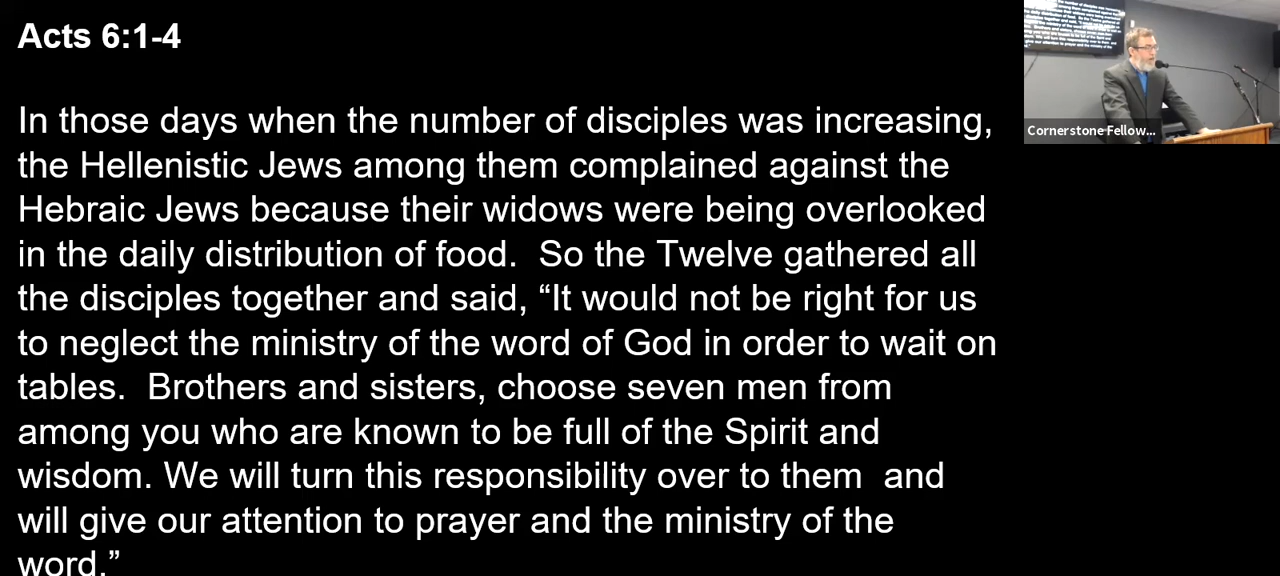 Acts 6:1-4
In those days when the number of disciples was increasing,
the Hellenistic Jews among them complained against the
Hebraic Jews because their widows were being overlooked
in the daily distribution of food.  So the Twelve gathered all
the disciples together and said, “It would not be right for us
to neglect the ministry of the word of God in order to wait on
tables.  Brothers and sisters, choose seven men from
among you who are known to be full of the Spirit and
wisdom. We will turn this responsibility over to them  and
will give our attention to prayer and the ministry of the
word.”
Cornerstone Fellow...